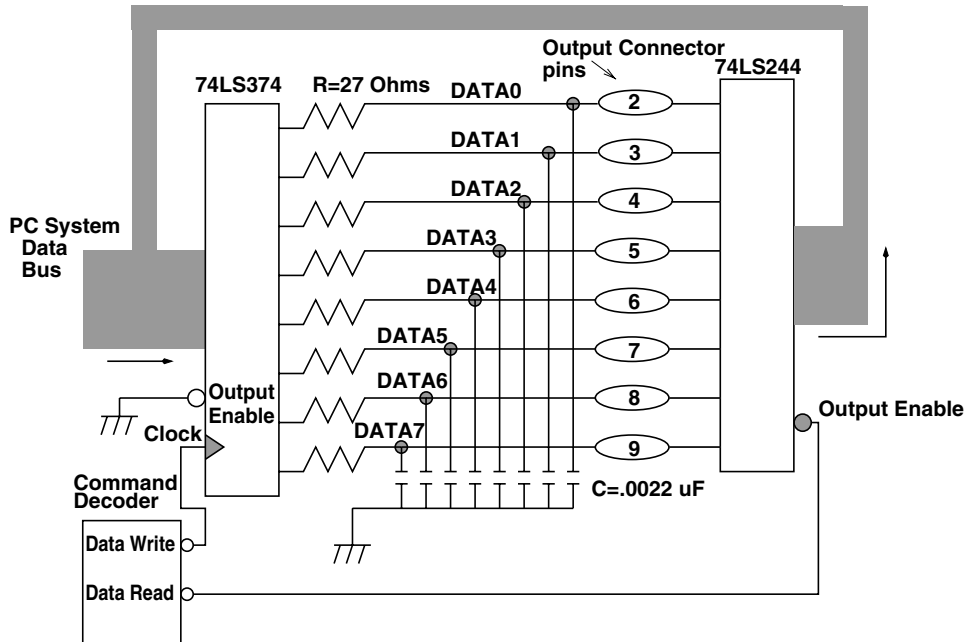 Output Connector
pins
74LS244
74LS374
R=27 Ohms
DATA0
2
DATA1
3
DATA2
4
PC System
Data
Bus
DATA3
5
DATA4
6
DATA5
7
DATA6
8
Output
Enable
Output Enable
Clock
DATA7
9
Command
Decoder
C=.0022 uF
Data Write
Data Read